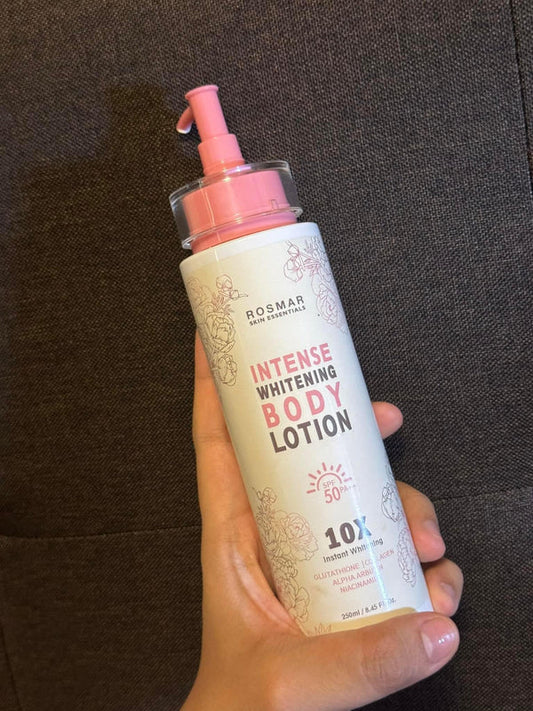 ROSMAR
SKIN ESSENTIALS
INTENSE
WHITENING
BODY
LOTION
SPF
50 PA++
10X
Instant Whitening
GLUTATHIONE | COLLAGEN
ALPHA ARBUTIN
NIACINAMIDE
250ml / 8.45 Fl. Oz.